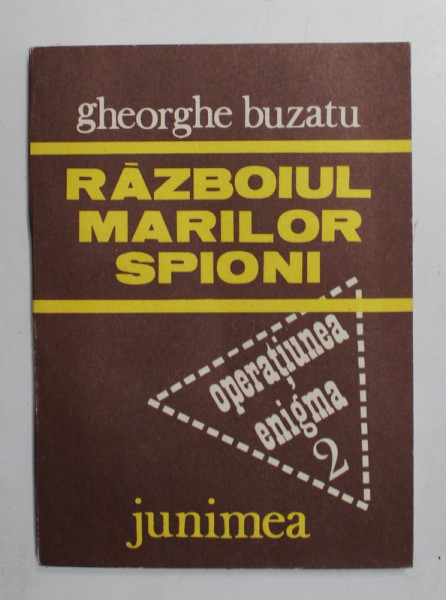 gheorghe buzatu
RĂZBOIUL
MARILOR
SPIONI
operațiunea
enigma
2
junimea